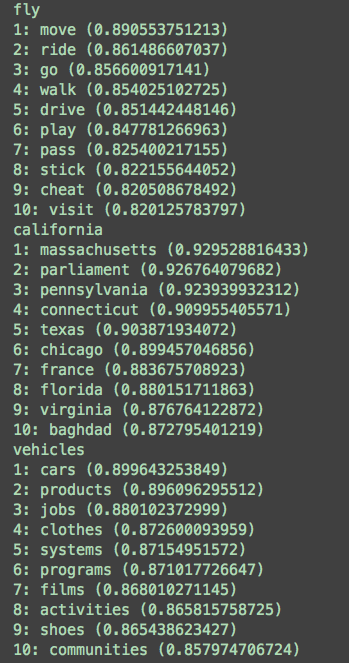 fly
1: move (0.890553751213)
2: ride (0.861486607037)
3: go (0.856600917141)
4: walk (0.854025102725)
5: drive (0.851442448146)
6: play (0.847781266963)
7: pass (0.825400217155)
8: stick (0.822155644052)
9: cheat (0.820508678492)
10: visit (0.820125783797)
california
1: massachusetts (0.929528816433)
2: parliament (0.926764079682)
3: pennsylvania (0.923939932312)
4: connecticut (0.909955405571)
5: texas (0.903871934072)
6: chicago (0.899457046856)
7: france (0.883675708923)
8: florida (0.880151711863)
9: virginia (0.876764122872)
10: baghdad (0.872795401219)
vehicles
1: cars (0.899643253849)
2: products (0.896096295512)
3: jobs (0.880102372999)
4: clothes (0.872600093959)
5: systems (0.87154951572)
6: programs (0.871017726647)
7: films (0.868010271145)
8: activities (0.865815758725)
9: shoes (0.865438623427)
10: communities (0.857974706724)